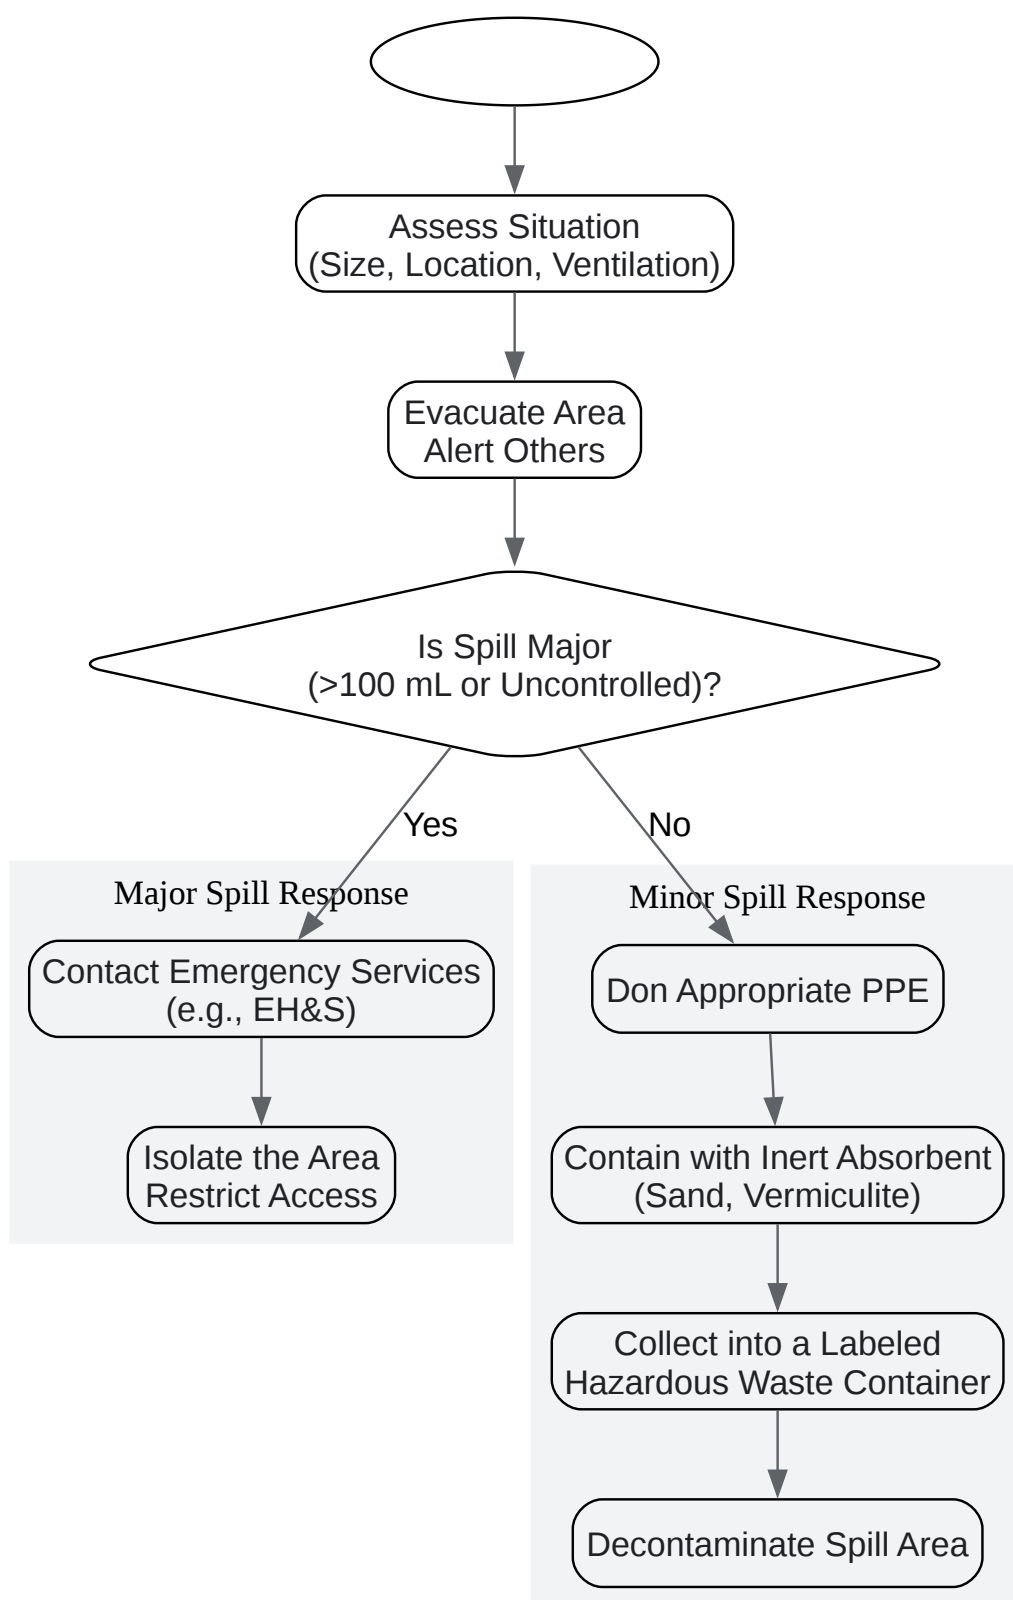 Assess Situation
(Size, Location, Ventilation)
Evacuate Area
Alert Others
Is Spill Major
(>100 mL or Uncontrolled)?
Yes
No
Major Spill Response
Contact Emergency Services
(e.g., EH&S)
Isolate the Area
Restrict Access
Minor Spill Response
Don Appropriate PPE
Contain with Inert Absorbent
(Sand, Vermiculite)
Collect into a Labeled
Hazardous Waste Container
Decontaminate Spill Area